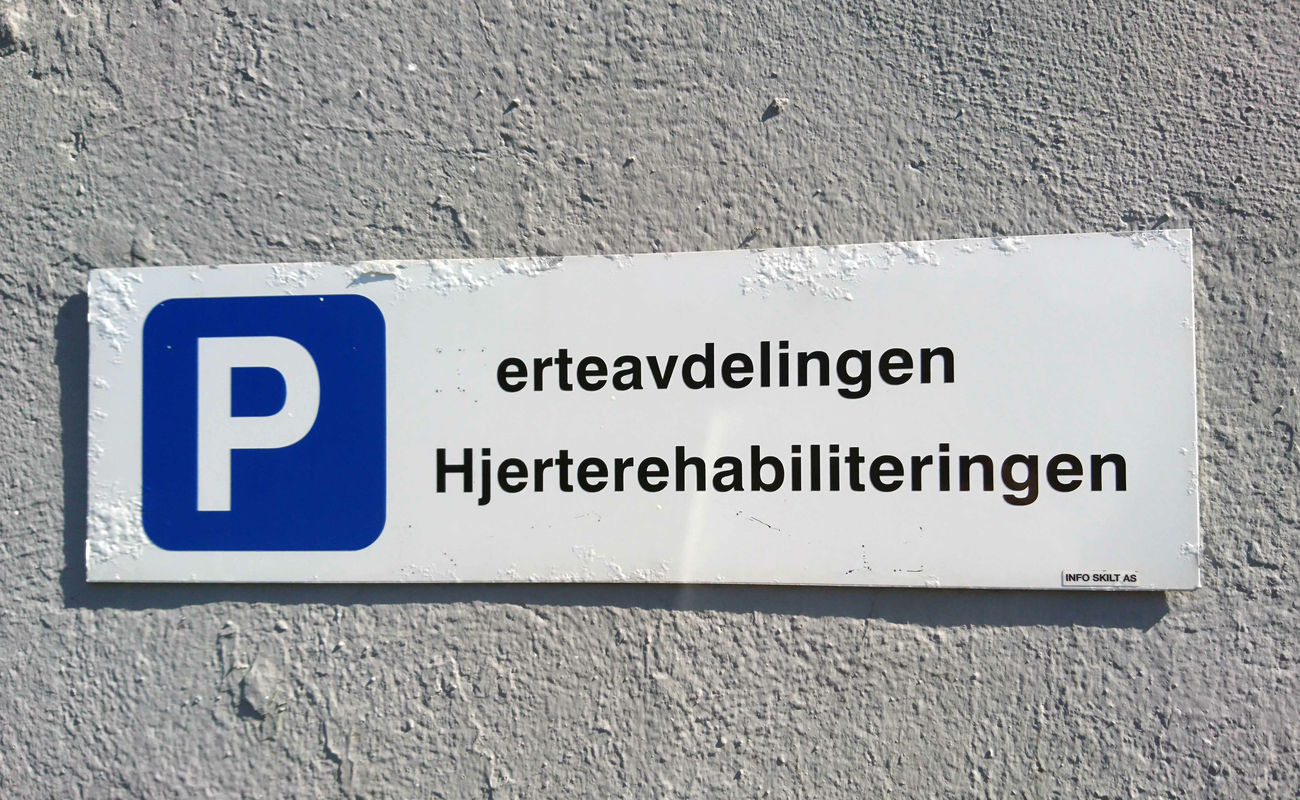 P
erteavdelingen
Hjerterehabiliteringen
INFO SKILT AS